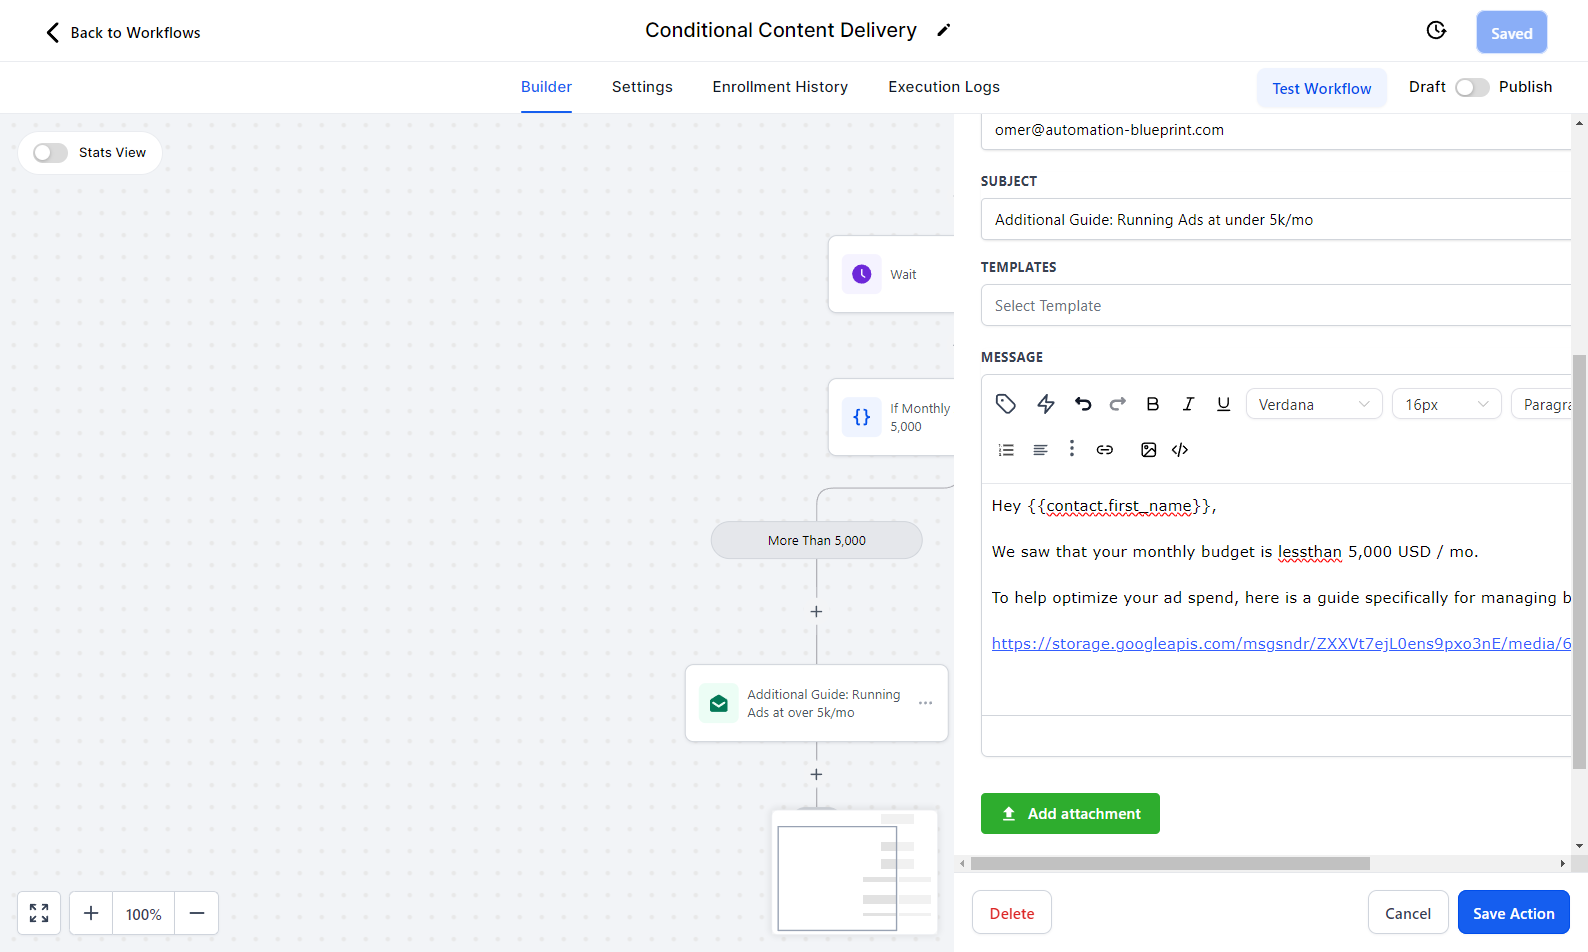 Back to Workflows
Conditional Content Delivery
Saved
Builder
Settings
Enrollment History
Execution Logs
Test Workflow
Draft
Publish
Stats View
Wait
If Monthly
5,000
More Than 5,000
Additional Guide: Running
Ads at over 5k/mo
100%
omer@automation-blueprint.com
SUBJECT
Additional Guide: Running Ads at under 5k/mo
TEMPLATES
Select Template
MESSAGE
Verdana
16px
Paragra
Hey {{contact.first_name}},
We saw that your monthly budget is lessthan 5,000 USD / mo.
To help optimize your ad spend, here is a guide specifically for managing b
https://storage.googleapis.com/msgsndr/ZXXVt7ejL0ens9pxo3nE/media/6
Add attachment
Delete
Cancel
Save Action